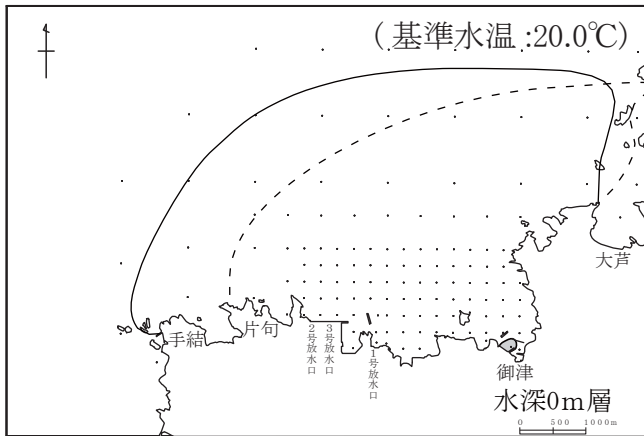 (基準水温:20.0℃)
大芦
手結
片句
2号放水口
3号放水口
1号放水口
御津
水深0m層
0 500 1000m